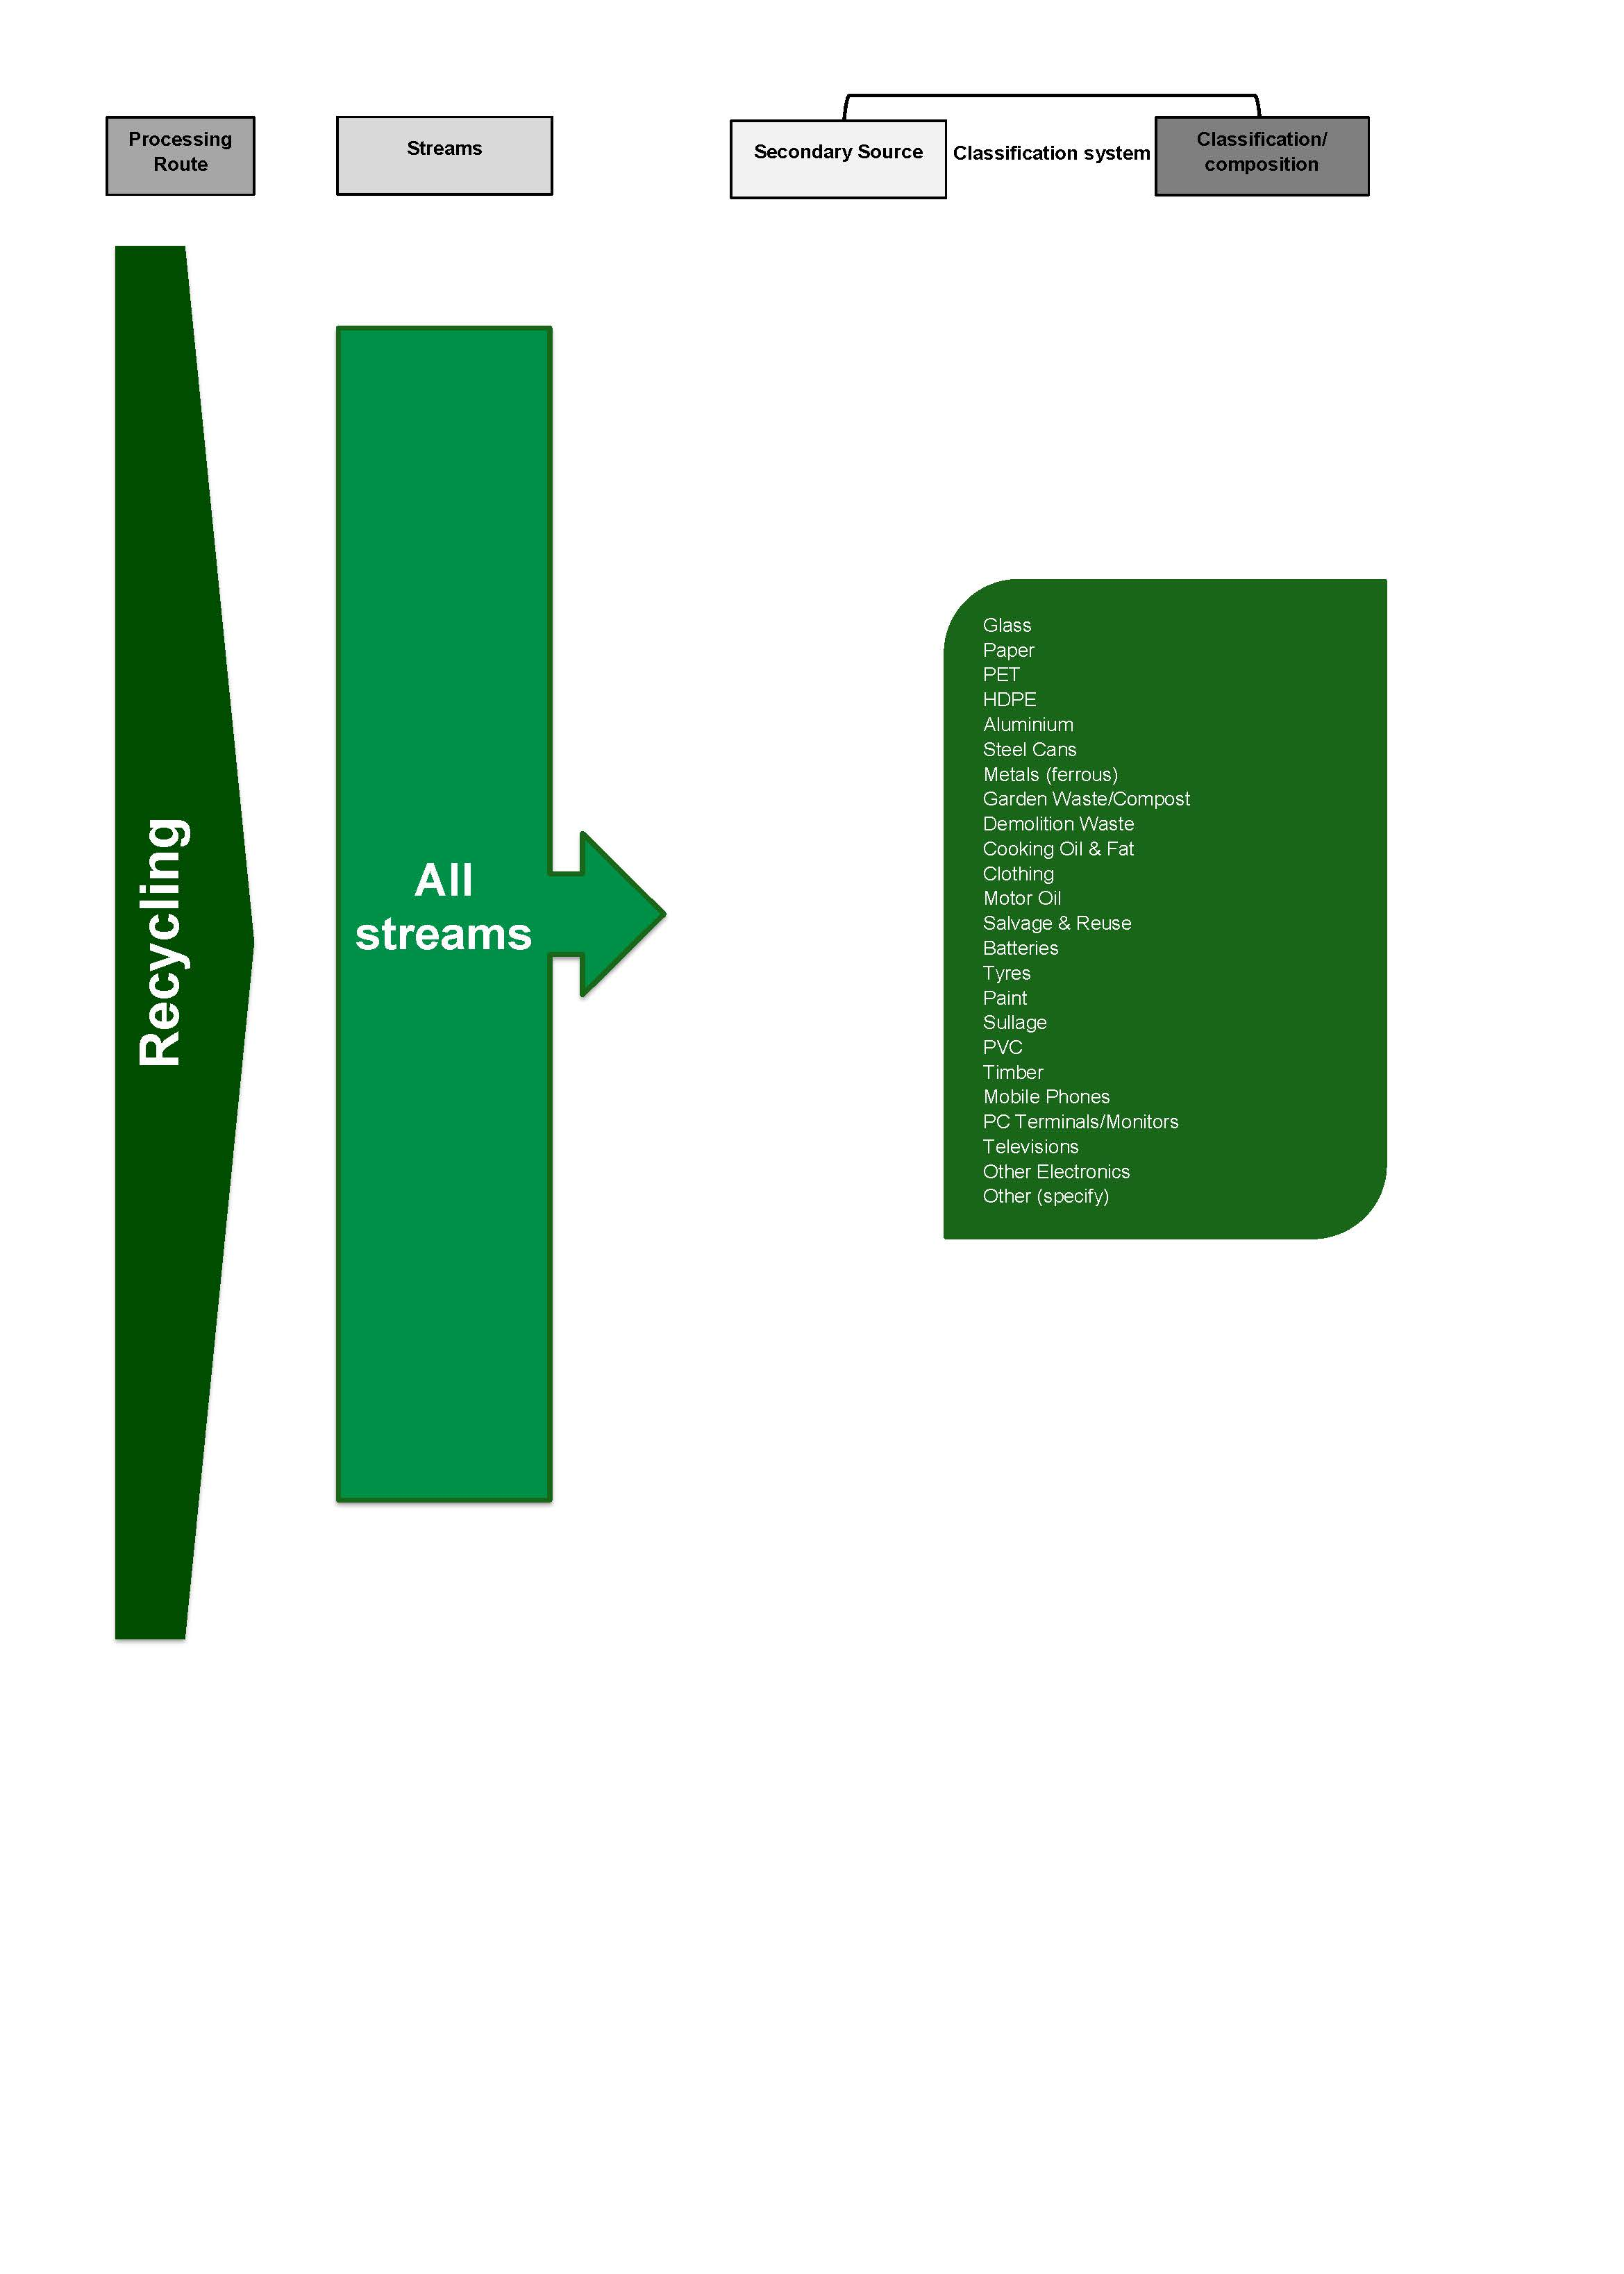 Processing
Route
Streams
Secondary Source
Classification system
Classification/
composition
Recycling
All
streams
Glass
Paper
PET
HDPE
Aluminium
Steel Cans
Metals (ferrous)
Garden Waste/Compost
Demolition Waste
Cooking Oil & Fat
Clothing
Motor Oil
Salvage & Reuse
Batteries
Tyres
Paint
Sullage
PVC
Timber
Mobile Phones
PC Terminals/Monitors
Televisions
Other Electronics
Other (specify)